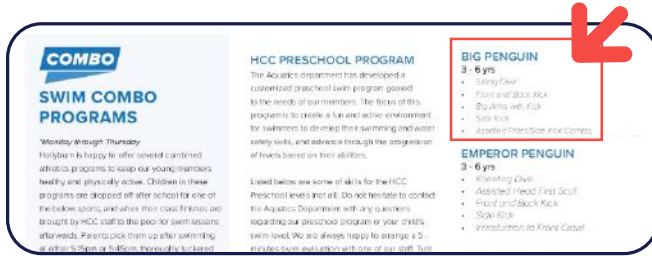 COMBO
SWIM COMBO
PROGRAMS
*Monday through Thursday
Hollyburn is happy to offer several combined
athletics programs to keep our young members
healthy and physically active. Children in these
programs are dropped off after school for one of
the below sports, and when their class finishes are
brought by HCC staff to the pool for swim lessons
afterwards. Parents pick them up after swimming
at either 5:15pm or 5:45pm, thoroughly tuckered
HCC PRESCHOOL PROGRAM
The Aquatics department has developed a
customized preschool swim program geared
to the needs of our members. The focus of this
program is to create a fun and active environment
for swimmers to develop their swimming and water
safety skills, and advance through the progression
of levels based on their abilities.
Listed below are some of skills for the HCC
Preschool levels
Do not hesitate to contact
the Aquatics Department with any questions
regarding our preschool program or your child's
swim level. We are always happy to arrange a 5 -
minutes swim evaluation with one of our staff. Turn
BIG PENGUIN
3 - 6 yrs
• Sitting Dive
• Front and Back Kick
• Big Arms with Kick
• Side Kick
• Assisted Front/Side Kick Combo
EMPEROR PENGUIN
3 - 6 yrs
• Kneeling Dive
• Assisted Head First Scull
• Front and Back Kick
• Side Kick
• Introduction to Front Crawl